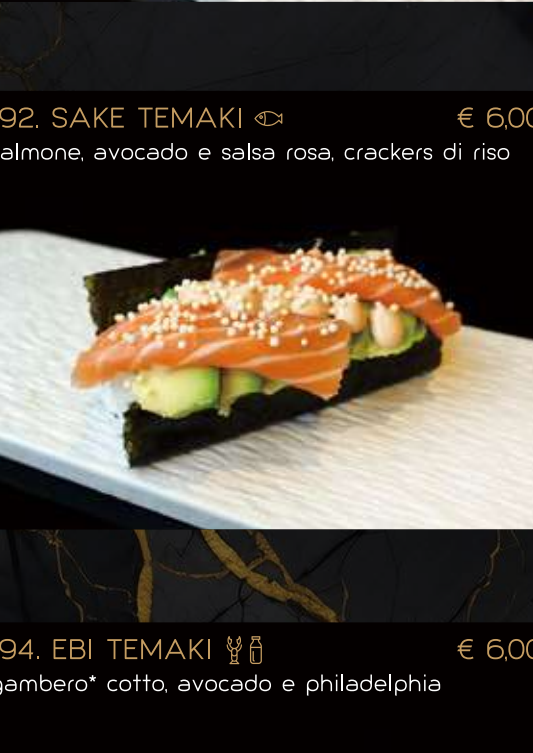 92. SAKE TEMAKI € 6,00
almone, avocado e salsa rosa, crackers di riso
94. EBI TEMAKI € 6,00
gambero* cotto, avocado e philadelphia